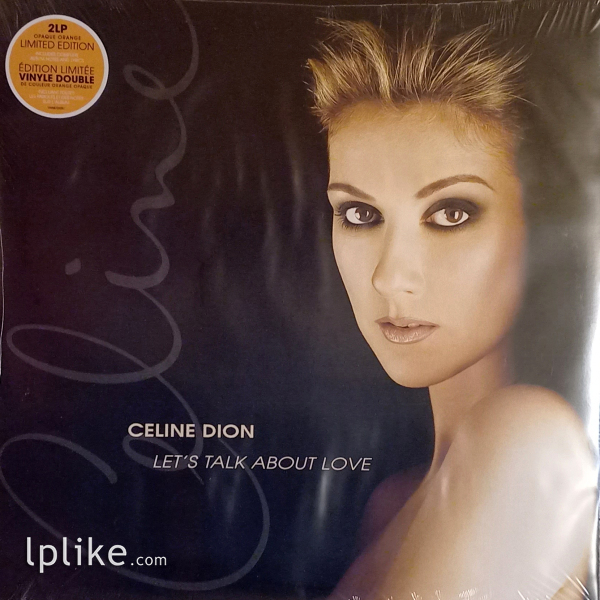 2LP
OPAQUE ORANGE
LIMITED EDITION
ÉDITION LIMITÉE
VINYLE DOUBLE
DE COULEUR ORANGE OPAQUE
Celine
CELINE DION
LET'S TALK ABOUT LOVE
lplike.com